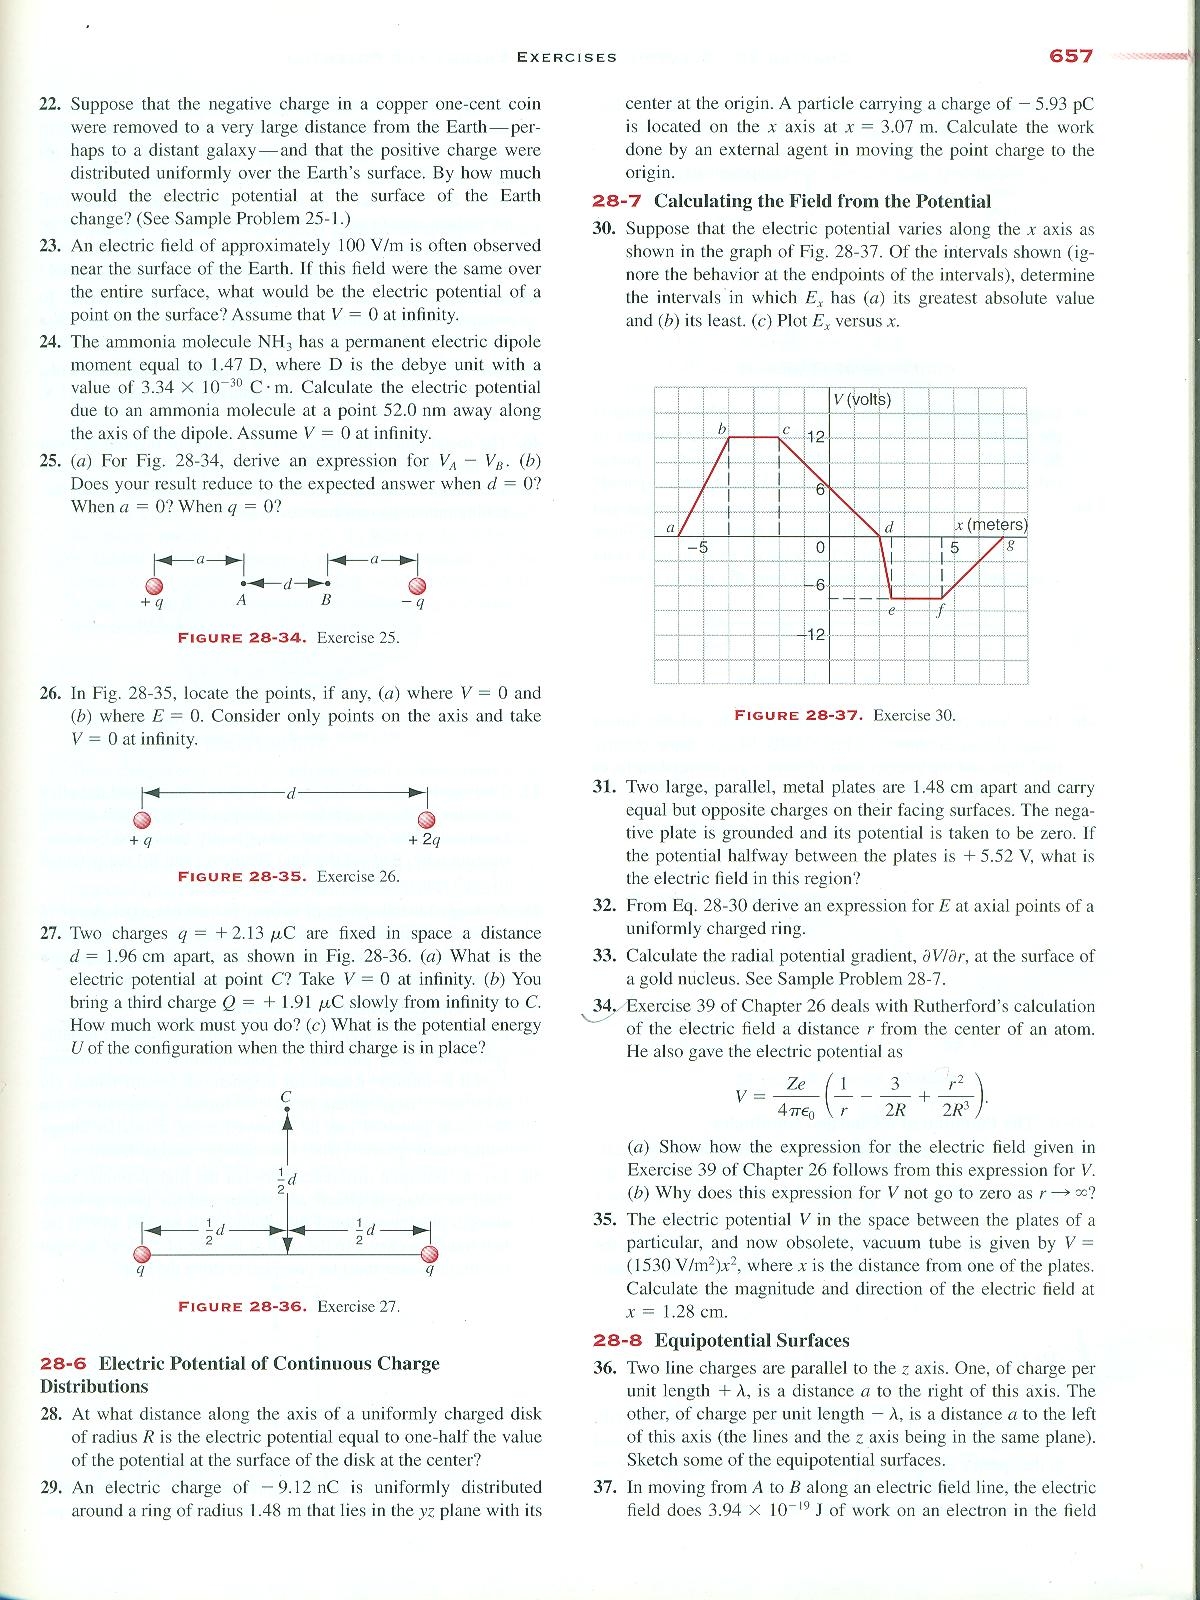 EXERCISES
657
22. Suppose that the negative charge in a copper one-cent coin
were removed to a very large distance from the Earth—per-
haps to a distant galaxy—and that the positive charge were
distributed uniformly over the Earth's surface. By how much
would the electric potential at the surface of the Earth
change? (See Sample Problem 25-1.)
23. An electric field of approximately 100 V/m is often observed
near the surface of the Earth. If this field were the same over
the entire surface, what would be the electric potential of a
point on the surface? Assume that V = 0 at infinity.
24. The ammonia molecule NH₃ has a permanent electric dipole
moment equal to 1.47 D, where D is the debye unit with a
value of 3.34 × 10⁻³⁰ C·m. Calculate the electric potential
due to an ammonia molecule at a point 52.0 nm away along
the axis of the dipole. Assume V = 0 at infinity.
25. (a) For Fig. 28-34, derive an expression for V_A − V_B. (b)
Does your result reduce to the expected answer when d = 0?
When a = 0? When q = 0?
a
a
d
+ q
A
B
− q
FIGURE 28-34. Exercise 25.
26. In Fig. 28-35, locate the points, if any, (a) where V = 0 and
(b) where E = 0. Consider only points on the axis and take
V = 0 at infinity.
d
+ q
+ 2q
FIGURE 28-35. Exercise 26.
27. Two charges q = +2.13 μC are fixed in space a distance
d = 1.96 cm apart, as shown in Fig. 28-36. (a) What is the
electric potential at point C? Take V = 0 at infinity. (b) You
bring a third charge Q = +1.91 μC slowly from infinity to C.
How much work must you do? (c) What is the potential energy
U of the configuration when the third charge is in place?
C
½d
½d
½d
q
q
FIGURE 28-36. Exercise 27.
28-6 Electric Potential of Continuous Charge
Distributions
28. At what distance along the axis of a uniformly charged disk
of radius R is the electric potential equal to one-half the value
of the potential at the surface of the disk at the center?
29. An electric charge of −9.12 nC is uniformly distributed
around a ring of radius 1.48 m that lies in the yz plane with its
center at the origin. A particle carrying a charge of −5.93 pC
is located on the x axis at x = 3.07 m. Calculate the work
done by an external agent in moving the point charge to the
origin.
28-7 Calculating the Field from the Potential
30. Suppose that the electric potential varies along the x axis as
shown in the graph of Fig. 28-37. Of the intervals shown (ig-
nore the behavior at the endpoints of the intervals), determine
the intervals in which Eₓ has (a) its greatest absolute value
and (b) its least. (c) Plot Eₓ versus x.
V (volts)
b
c
12
6
a
d
x (meters)
−5
0
5
g
−6
e
f
−12
FIGURE 28-37. Exercise 30.
31. Two large, parallel, metal plates are 1.48 cm apart and carry
equal but opposite charges on their facing surfaces. The nega-
tive plate is grounded and its potential is taken to be zero. If
the potential halfway between the plates is +5.52 V, what is
the electric field in this region?
32. From Eq. 28-30 derive an expression for E at axial points of a
uniformly charged ring.
33. Calculate the radial potential gradient, ∂V/∂r, at the surface of
a gold nucleus. See Sample Problem 28-7.
34. Exercise 39 of Chapter 26 deals with Rutherford's calculation
of the electric field a distance r from the center of an atom.
He also gave the electric potential as
V = Ze/4πϵ₀ (1/r − 3/2R + r²/2R³).
(a) Show how the expression for the electric field given in
Exercise 39 of Chapter 26 follows from this expression for V.
(b) Why does this expression for V not go to zero as r → ∞?
35. The electric potential V in the space between the plates of a
particular, and now obsolete, vacuum tube is given by V =
(1530 V/m²)x², where x is the distance from one of the plates.
Calculate the magnitude and direction of the electric field at
x = 1.28 cm.
28-8 Equipotential Surfaces
36. Two line charges are parallel to the z axis. One, of charge per
unit length + λ, is a distance a to the right of this axis. The
other, of charge per unit length − λ, is a distance a to the left
of this axis (the lines and the z axis being in the same plane).
Sketch some of the equipotential surfaces.
37. In moving from A to B along an electric field line, the electric
field does 3.94 × 10⁻¹⁹ J of work on an electron in the field